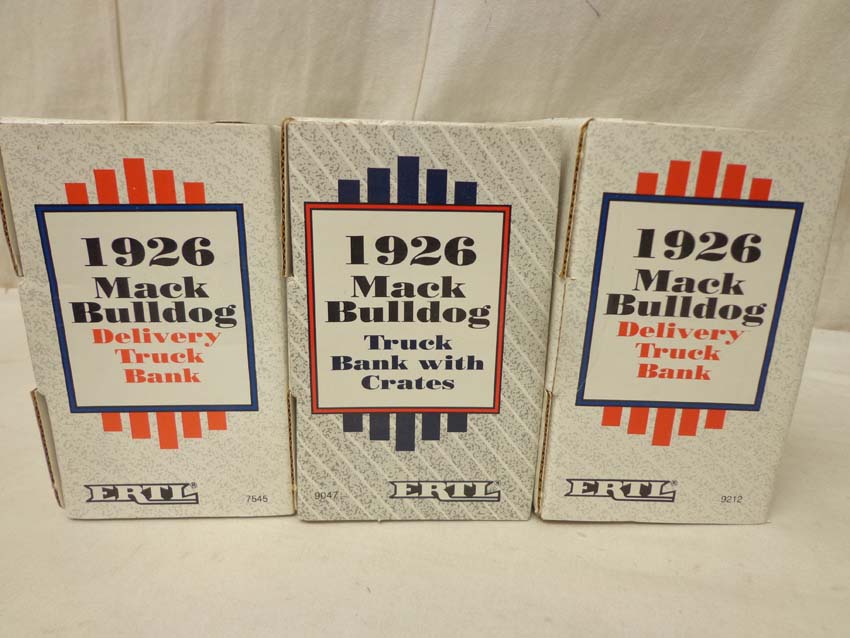 1926
Mack
Bulldog
Delivery
Truck
Bank
ERTL®
7545
1926
Mack
Bulldog
Truck
Bank with
Crates
9047
ERTL®
1926
Mack
Bulldog
Delivery
Truck
Bank
ERTL®
9212